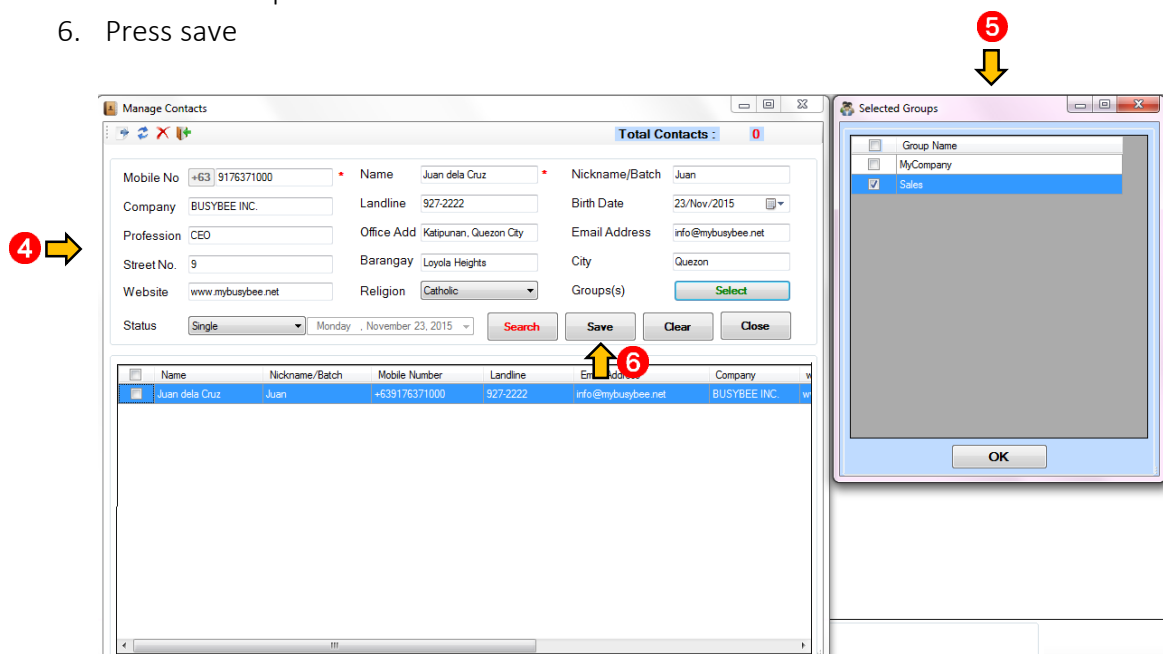 6. Press save
5
Manage Contacts
Total Contacts : 0
Mobile No +63 9176371000 * Name Juan dela Cruz * Nickname/Batch Juan
Company BUSYBEE INC. Landline 927-2222 Birth Date 23/Nov/2015
4
Profession CEO Office Add Katipunan, Quezon City Email Address info@mybusybee.net
Street No. 9 Barangay Loyola Heights City Quezon
Website www.mybusybee.net Religion Catholic Groups(s) Select
Status Single Monday , November 23, 2015 Search Save Clear Close
6
Name Nickname/Batch Mobile Number Landline Company
Juan dela Cruz Juan +639176371000 927-2222 info@mybusybee.net BUSYBEE INC.
Selected Groups
Group Name
MyCompany
Sales
OK